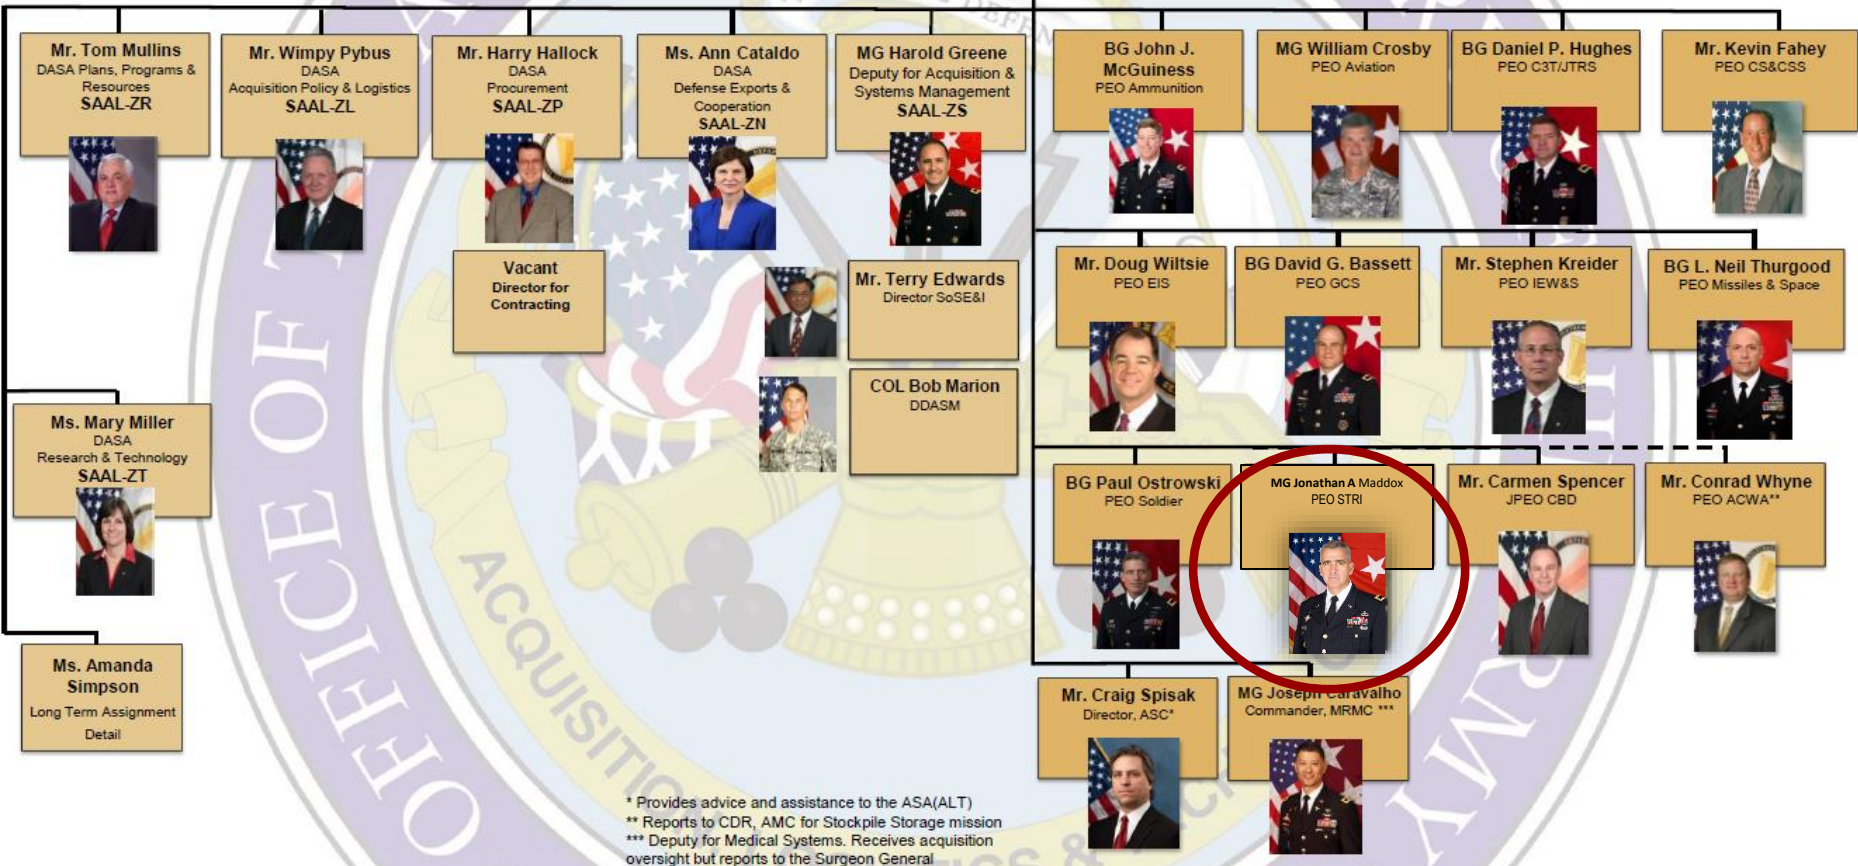 Mr. Tom Mullins
DASA Plans, Programs &
Resources
SAAL-ZR
Mr. Wimpy Pybus
DASA
Acquisition Policy & Logistics
SAAL-ZL
Mr. Harry Hallock
DASA
Procurement
SAAL-ZP
Ms. Ann Cataldo
DASA
Defense Exports &
Cooperation
SAAL-ZN
MG Harold Greene
Deputy for Acquisition &
Systems Management
SAAL-ZS
BG John J.
McGuiness
PEO Ammunition
MG William Crosby
PEO Aviation
BG Daniel P. Hughes
PEO C3T/JTRS
Mr. Kevin Fahey
PEO CS&CSS
Vacant
Director for
Contracting
Mr. Terry Edwards
Director SoSE&I
COL Bob Marion
DDASM
Mr. Doug Wiltsie
PEO EIS
BG David G. Bassett
PEO GCS
Mr. Stephen Kreider
PEO IEW&S
BG L. Neil Thurgood
PEO Missiles & Space
Ms. Mary Miller
DASA
Research & Technology
SAAL-ZT
BG Paul Ostrowski
PEO Soldier
MG Jonathan A Maddox
PEO STRI
Mr. Carmen Spencer
JPEO CBD
Mr. Conrad Whyne
PEO ACWA**
Ms. Amanda
Simpson
Long Term Assignment
Detail
Mr. Craig Spisak
Director, ASC*
MG Joseph Caravalho
Commander, MRMC ***
* Provides advice and assistance to the ASA(ALT)
** Reports to CDR, AMC for Stockpile Storage mission
*** Deputy for Medical Systems. Receives acquisition
oversight but reports to the Surgeon General
OFFICE OF
ACQUISITION,